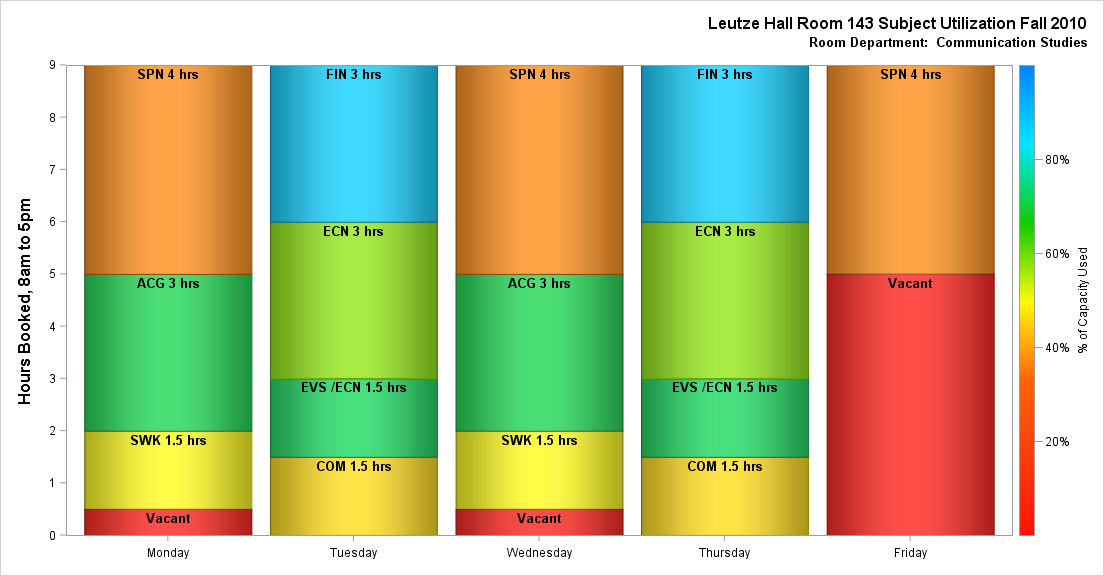 Leutze Hall Room 143 Subject Utilization Fall 2010
Room Department:  Communication Studies
Hours Booked, 8am to 5pm
9
8
7
6
5
4
3
2
1
0
SPN 4 hrs
ACG 3 hrs
SWK 1.5 hrs
Vacant
Monday
FIN 3 hrs
ECN 3 hrs
EVS /ECN 1.5 hrs
COM 1.5 hrs
Tuesday
SPN 4 hrs
ACG 3 hrs
SWK 1.5 hrs
Vacant
Wednesday
FIN 3 hrs
ECN 3 hrs
EVS /ECN 1.5 hrs
COM 1.5 hrs
Thursday
SPN 4 hrs
Vacant
Friday
80%
60%
40%
20%
% of Capacity Used